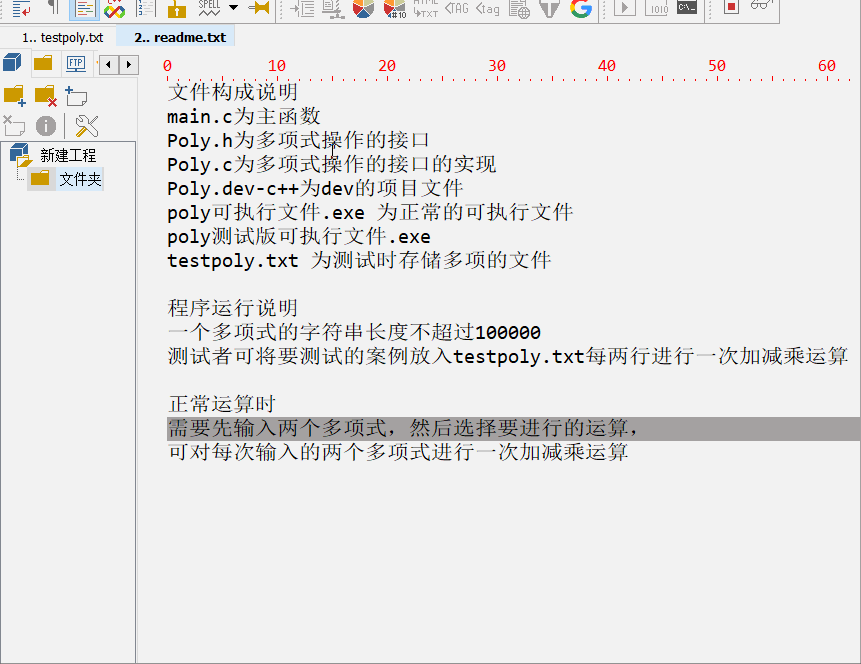 SPELL
#10
HTML
TXT
TAG
tag
1010
C:\_
1.. testpoly.txt
2.. readme.txt
FTP
0 10 20 30 40 50 60
新建工程
文件夹
文件构成说明
main.c为主函数
Poly.h为多项式操作的接口
Poly.c为多项式操作的接口的实现
Poly.dev-c++为dev的项目文件
poly可执行文件.exe 为正常的可执行文件
poly测试版可执行文件.exe
testpoly.txt 为测试时存储多项的文件
程序运行说明
一个多项式的字符串长度不超过100000
测试者可将要测试的案例放入testpoly.txt每两行进行一次加减乘运算
正常运算时
需要先输入两个多项式，然后选择要进行的运算，
可对每次输入的两个多项式进行一次加减乘运算